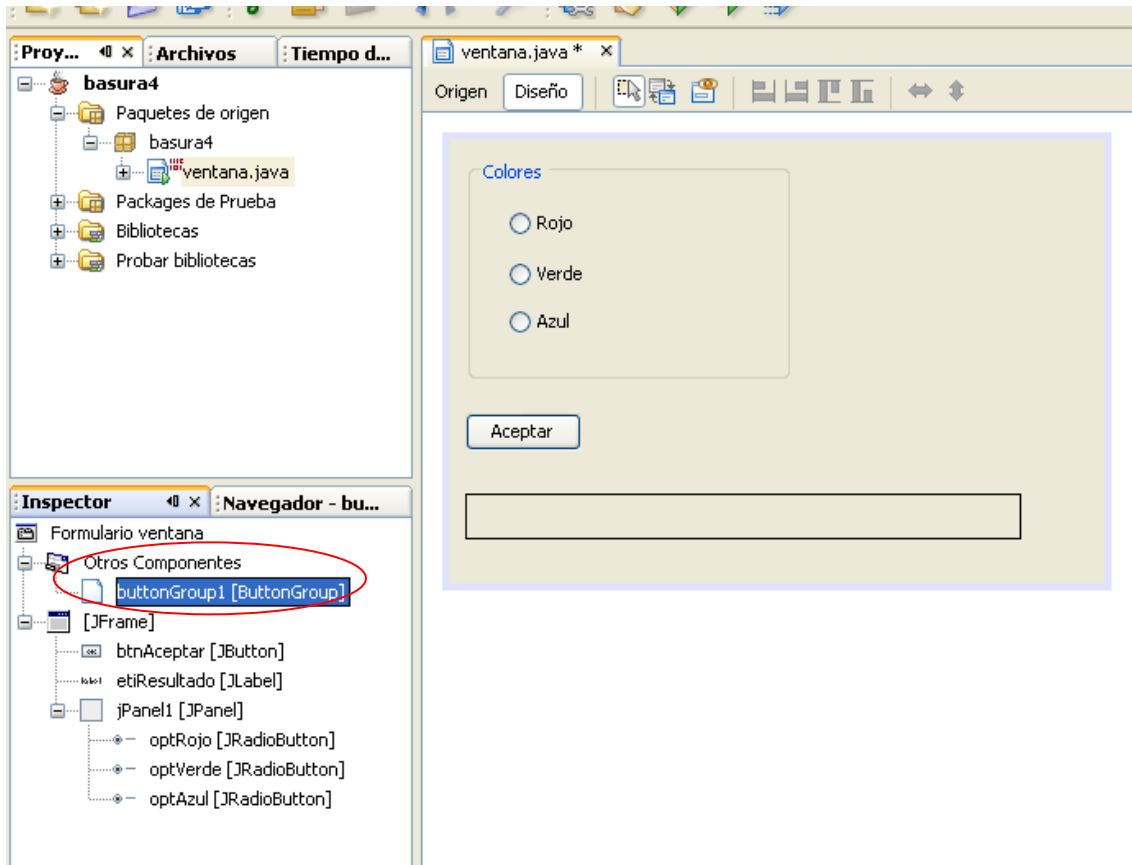 Proy...
Archivos
Tiempo d...
basura4
Paquetes de origen
basura4
ventana.java
Packages de Prueba
Bibliotecas
Probar bibliotecas
Inspector
Navegador - bu...
Formulario ventana
Otros Componentes
buttonGroup1 [ButtonGroup]
[JFrame]
btnAceptar [JButton]
etiResultado [JLabel]
jPanel1 [JPanel]
optRojo [JRadioButton]
optVerde [JRadioButton]
optAzul [JRadioButton]
ventana.java *
Origen Diseño
Colores
Rojo
Verde
Azul
Aceptar